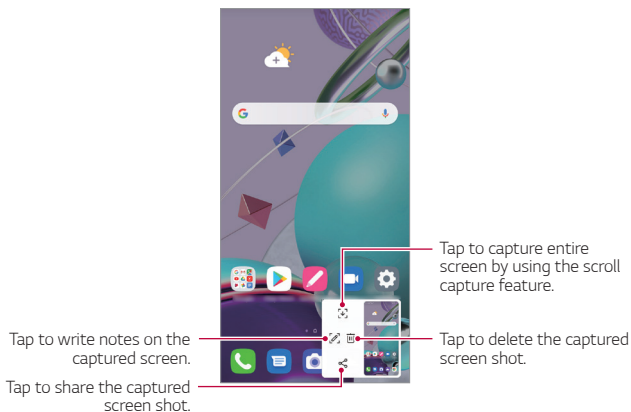 Tap to capture entire
screen by using the scroll
capture feature.
Tap to write notes on the
captured screen.
Tap to delete the captured
screen shot.
Tap to share the captured
screen shot.